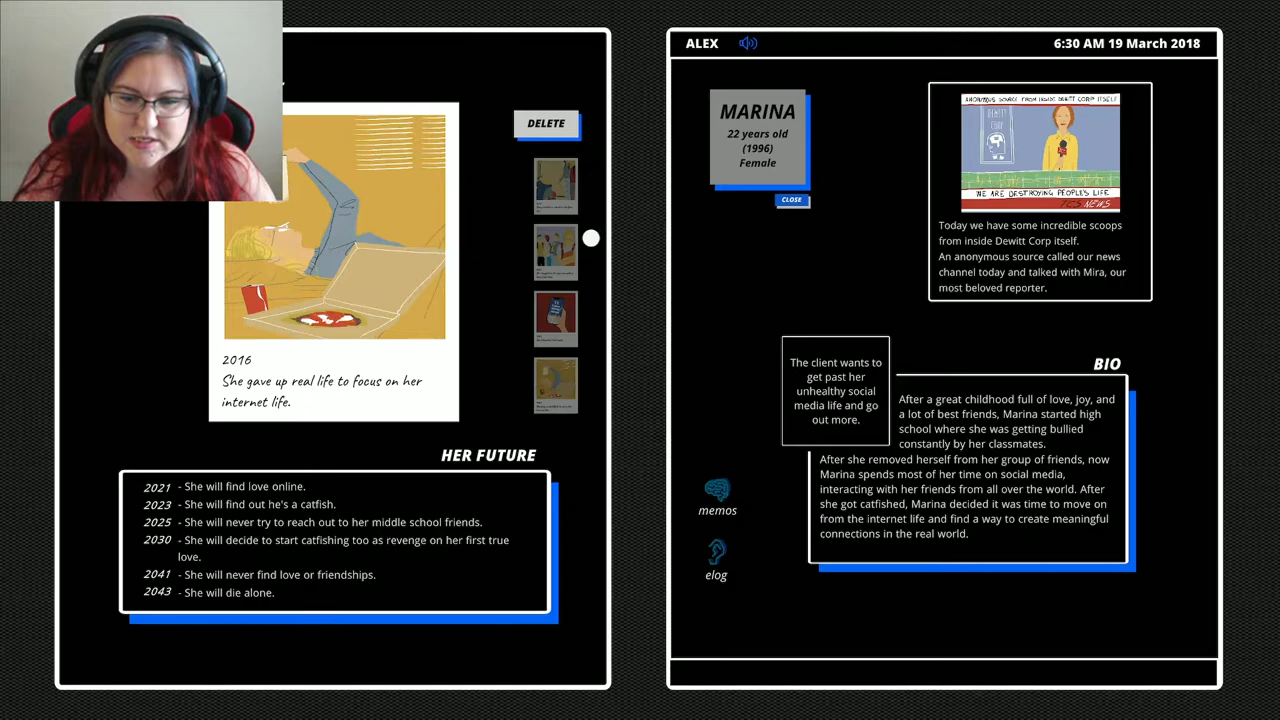 DELETE
2016
She gave up real life to focus on her
internet life.
HER FUTURE
2021 - She will find love online.
2023 - She will find out he's a catfish.
2025 - She will never try to reach out to her middle school friends.
2030 - She will decide to start catfishing too as revenge on her first true
love.
2041 - She will never find love or friendships.
2043 - She will die alone.
ALEX
6:30 AM 19 March 2018
MARINA
22 years old
(1996)
Female
CLOSE
ANONYMOUS SOURCE FROM INSIDE DEWITT CORP ITSELF
DEWITT
CORP
WE ARE DESTROYING PEOPLE'S LIFE
NEWS
Today we have some incredible scoops
from inside Dewitt Corp itself.
An anonymous source called our news
channel today and talked with Mira, our
most beloved reporter.
The client wants to
get past her
unhealthy social
media life and go
out more.
BIO
After a great childhood full of love, joy, and
a lot of best friends, Marina started high
school where she was getting bullied
constantly by her classmates.
After she removed herself from her group of friends, now
Marina spends most of her time on social media,
interacting with her friends from all over the world. After
she got catfished, Marina decided it was time to move on
from the internet life and find a way to create meaningful
connections in the real world.
memos
elog